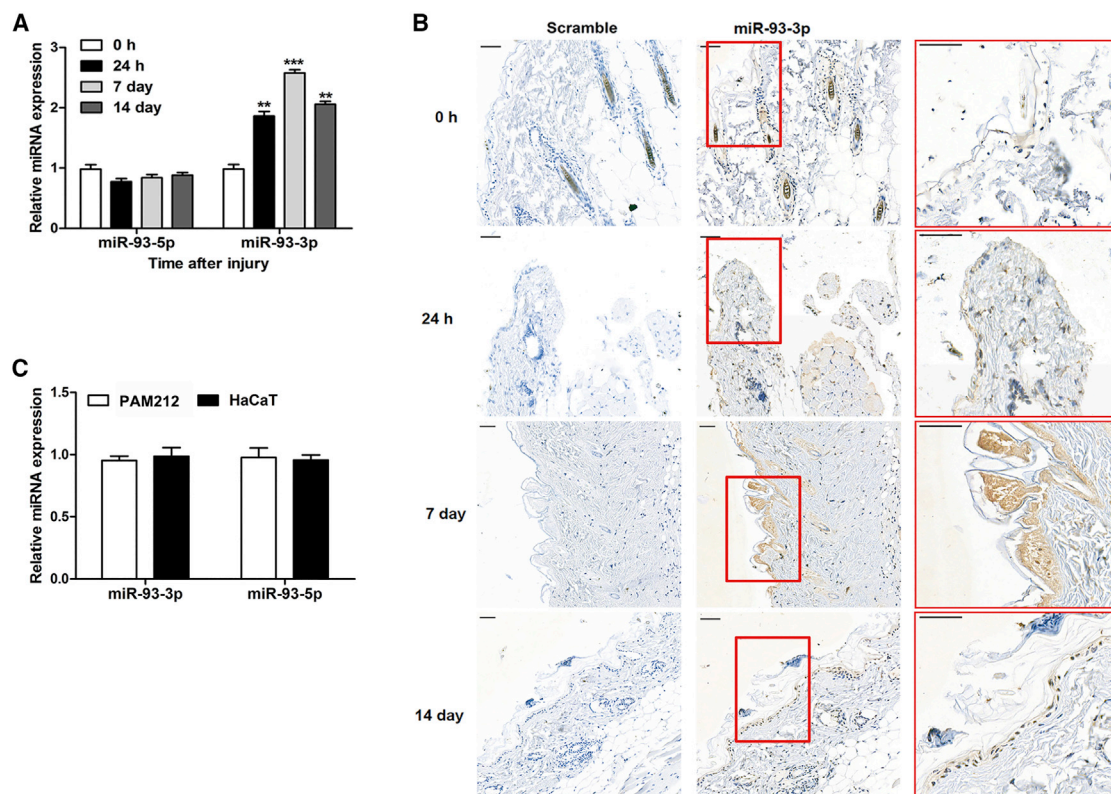 A
Relative miRNA expression
3
2
1
0
0 h
24 h
7 day
14 day
**
***
**
miR-93-5p
miR-93-3p
Time after injury
B
Scramble
miR-93-3p
0 h
24 h
7 day
14 day
C
Relative miRNA expression
1.5
1.0
0.5
0.0
PAM212
HaCaT
miR-93-3p
miR-93-5p